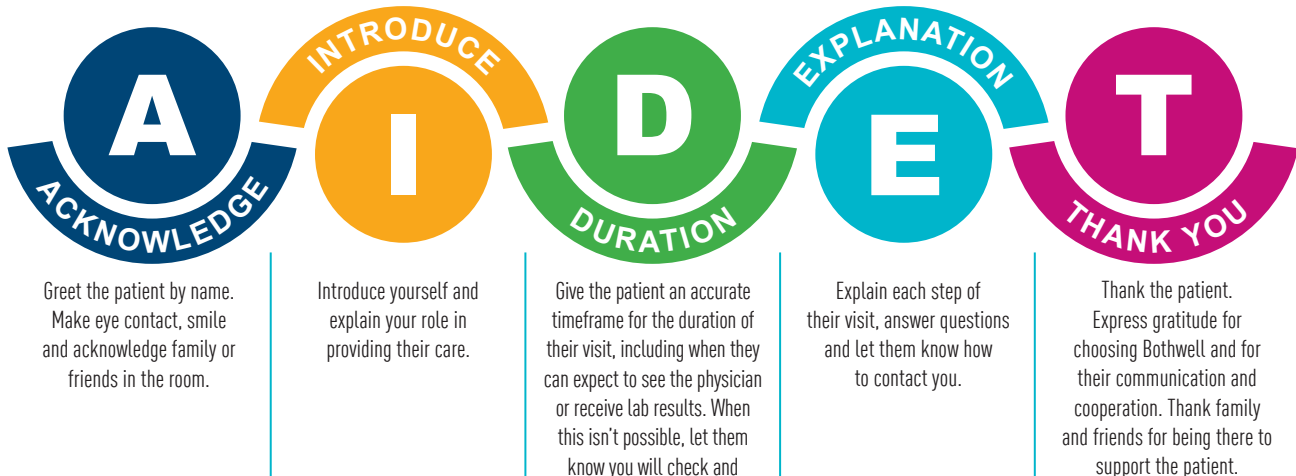 A
ACKNOWLEDGE
Greet the patient by name.
Make eye contact, smile
and acknowledge family or
friends in the room.
INTRODUCE
I
Introduce yourself and
explain your role in
providing their care.
D
DURATION
Give the patient an accurate
timeframe for the duration of
their visit, including when they
can expect to see the physician
or receive lab results. When
this isn't possible, let them
know you will check and
EXPLANATION
E
Explain each step of
their visit, answer questions
and let them know how
to contact you.
T
THANK YOU
Thank the patient.
Express gratitude for
choosing Bothwell and for
their communication and
cooperation. Thank family
and friends for being there to
support the patient.